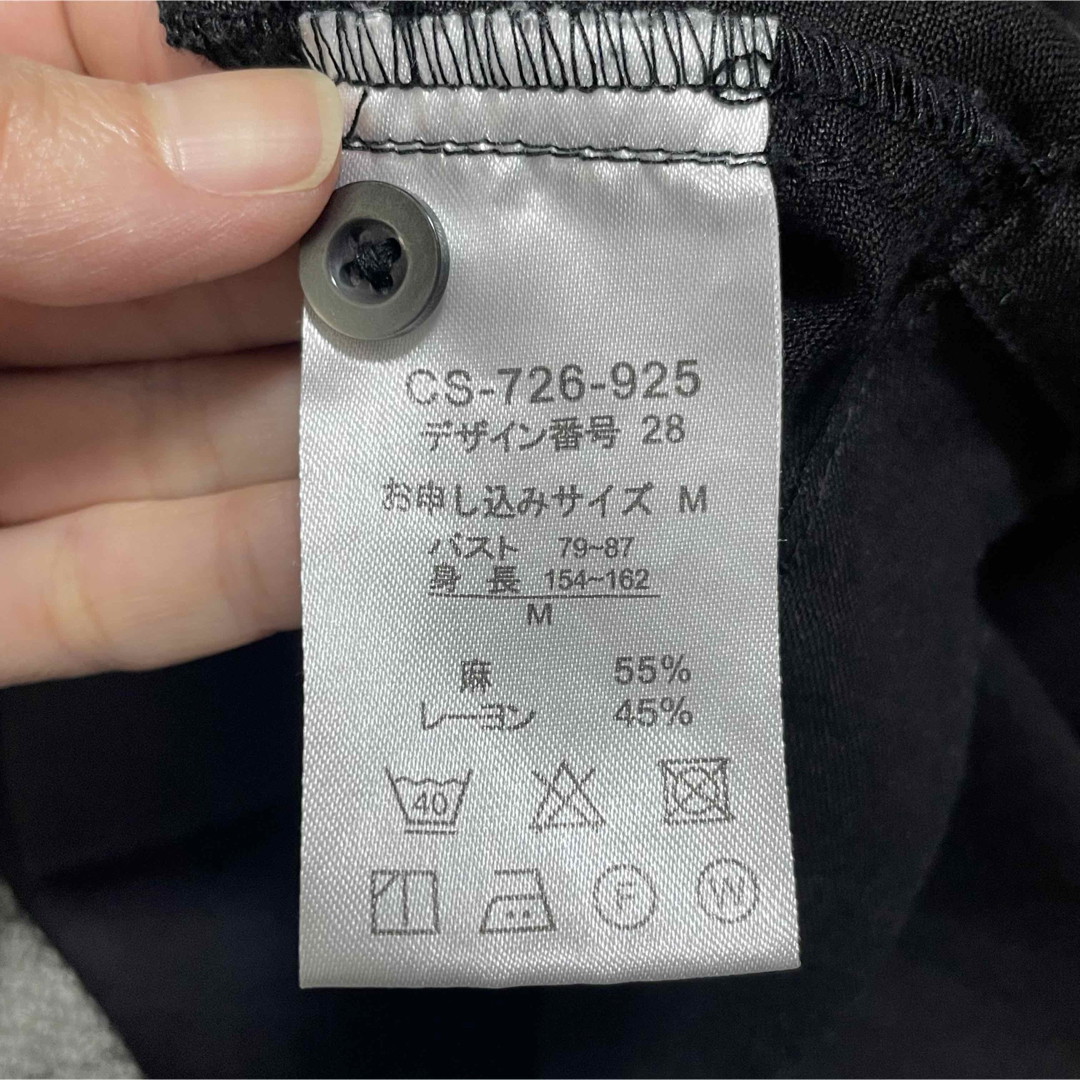 CS-726-925
デザイン番号 28
お申し込みサイズ M
バスト 79~87
身 長 154~162
M
麻 55%
レーヨン 45%
40
F W